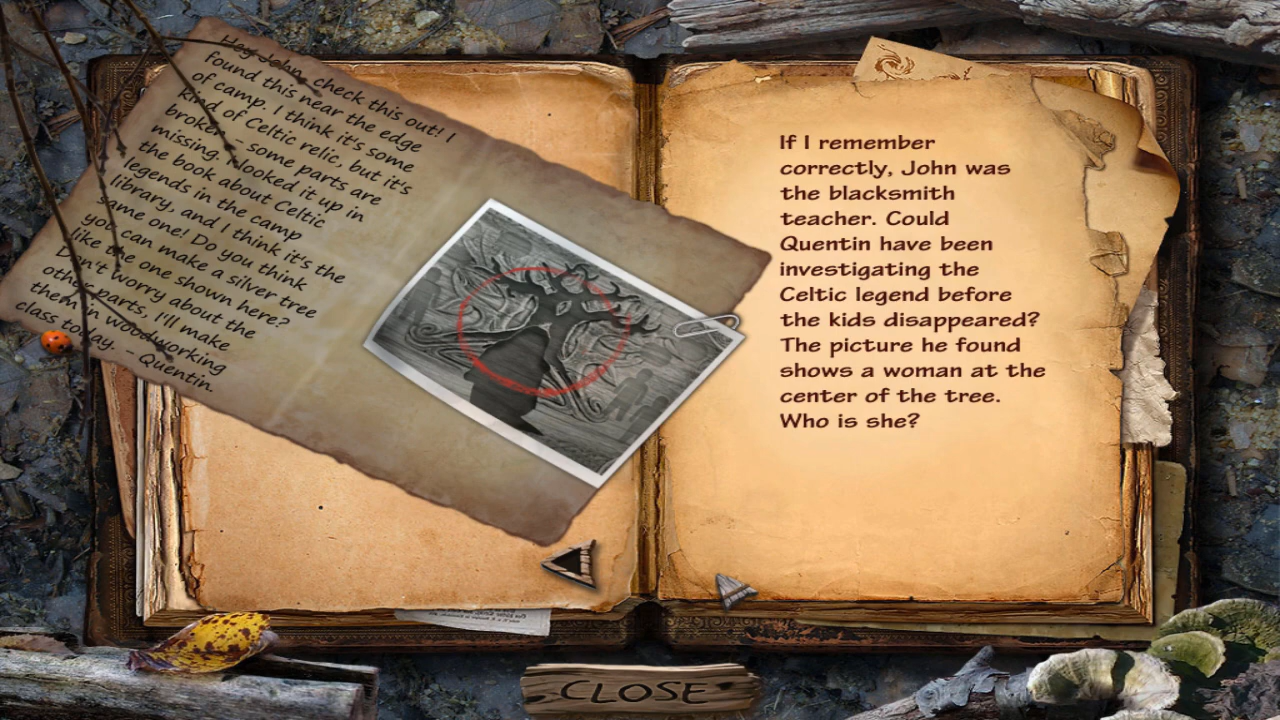 Hey John, check this out! I
found this near the edge
of camp. I think it's some
kind of Celtic relic, but it's
broken - some parts are
missing. I looked it up in
the book about Celtic
legends in the camp
library, and I think it's the
same one! Do you think
you can make a silver tree
like the one shown here?
Don't worry about the
other parts, I'll make
them in woodworking
class today. - Quentin.
If I remember
correctly, John was
the blacksmith
teacher. Could
Quentin have been
investigating the
Celtic legend before
the kids disappeared?
The picture he found
shows a woman at the
center of the tree.
Who is she?
CLOSE